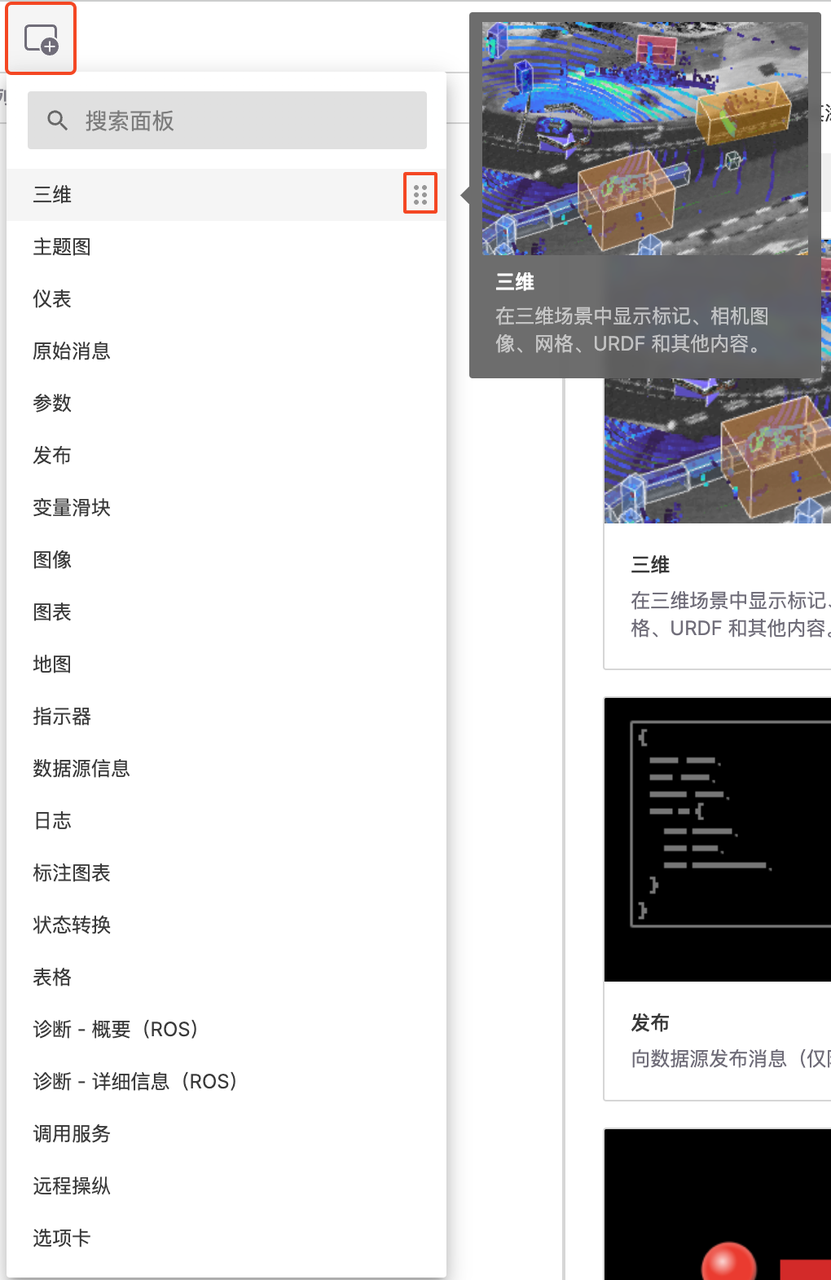 搜索面板
三维
主题图
仪表
原始消息
参数
发布
变量滑块
图像
图表
地图
指示器
数据源信息
日志
标注图表
状态转换
表格
诊断 - 概要（ROS）
诊断 - 详细信息（ROS）
调用服务
远程操纵
选项卡
三维
在三维场景中显示标记、相机图
像、网格、URDF 和其他内容。
三维
在三维场景中显示标记、
格、URDF 和其他内容。
发布
向数据源发布消息（仅